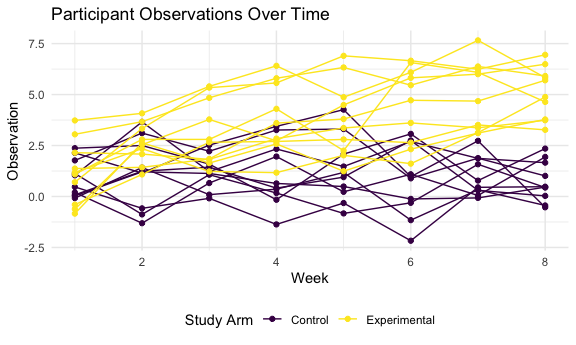 Participant Observations Over Time
7.5
5.0
2.5
0.0
-2.5
Observation
2 4 6 8
Week
Study Arm Control Experimental